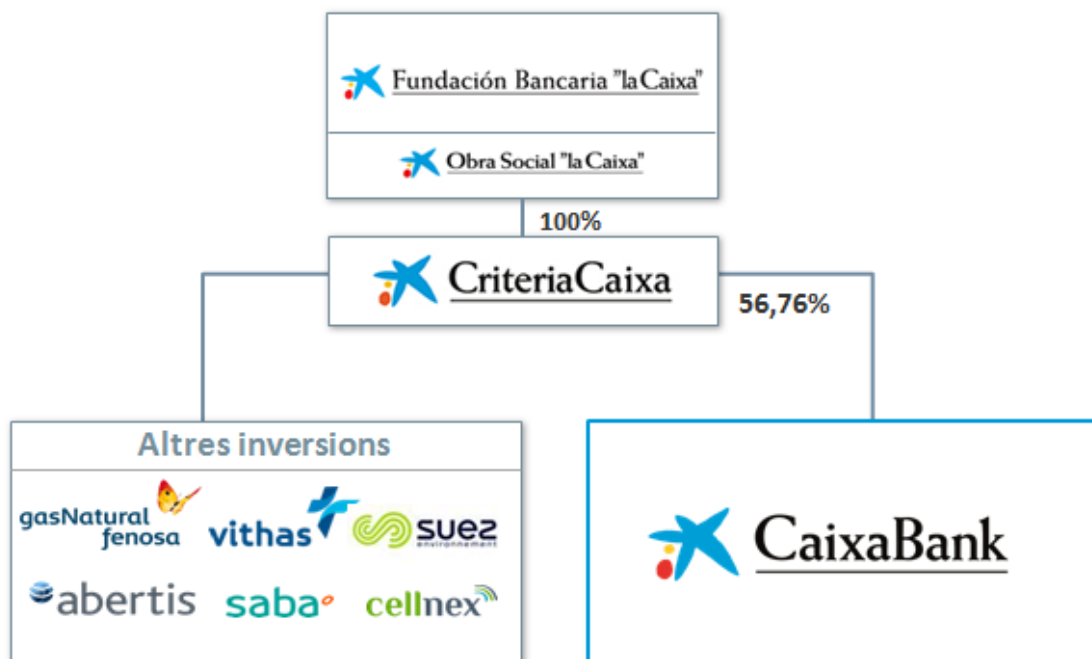 Fundación Bancaria "la Caixa"
Obra Social "la Caixa"
100%
CriteriaCaixa
56,76%
Altres inversions
gasNatural
fenosa
vithas
suez
environnement
abertis
saba
cellnex
CaixaBank